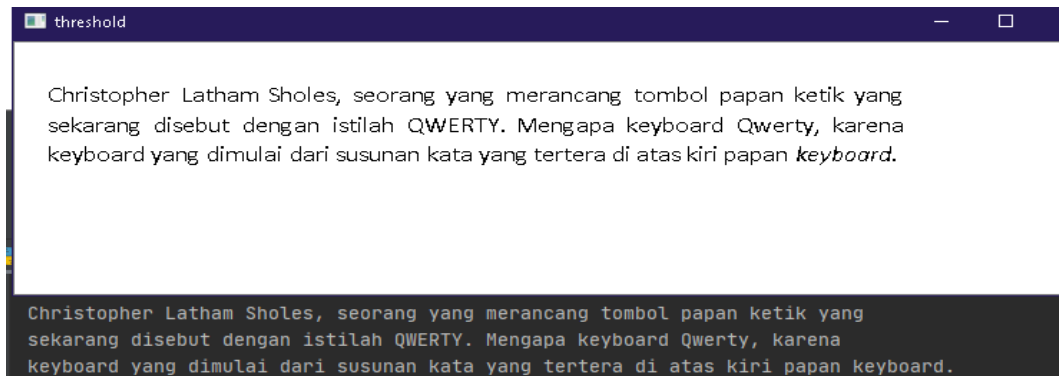 threshold
Christopher Latham Sholes, seorang yang merancang tombol papan ketik yang
sekarang disebut dengan istilah QWERTY. Mengapa keyboard Qwerty, karena
keyboard yang dimulai dari susunan kata yang tertera di atas kiri papan keyboard.
Christopher Latham Sholes, seorang yang merancang tombol papan ketik yang
sekarang disebut dengan istilah QWERTY. Mengapa keyboard Qwerty, karena
keyboard yang dimulai dari susunan kata yang tertera di atas kiri papan keyboard.